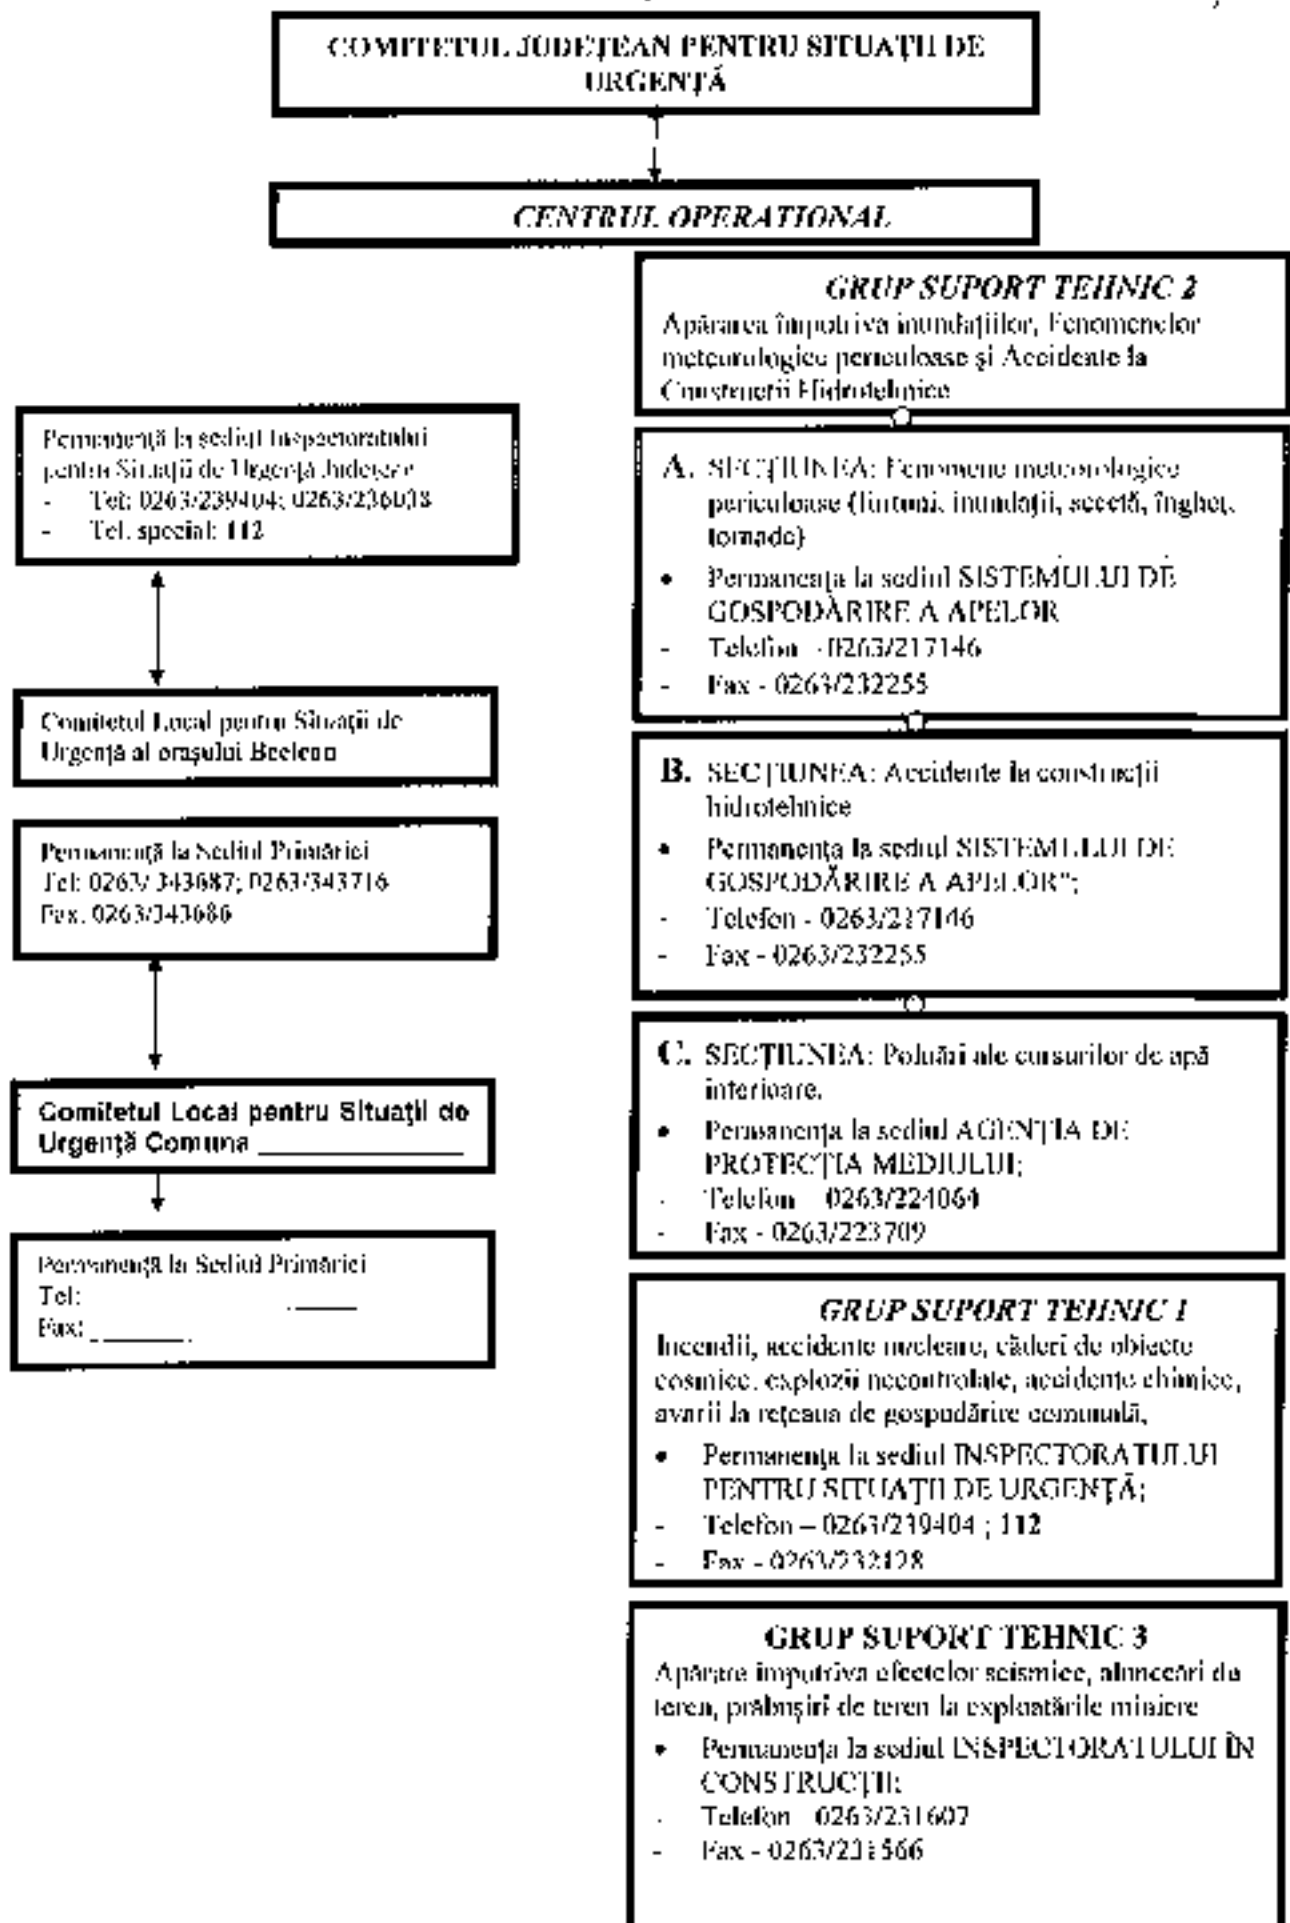 COMITETUL JUDEȚEAN PENTRU SITUAȚII DE
URGENȚĂ
CENTRUL OPERATIONAL
Permanență la sediul Inspectoratului
pentru Situații de Urgență Județene
- Tel: 0263/239404; 0263/236038
- Tel. special: 112
Comitetul Local pentru Situații de
Urgență al orașului Beclean
Permanență la Sediul Primăriei
Tel: 0263/ 343687; 0263/343716
Fax: 0263/343686
Comitetul Local pentru Situații de
Urgență Comuna
Permanență la Sediul Primăriei
Tel:
Fax:
GRUP SUPORT TEHNIC 2
Apărarea împotriva inundațiilor, Fenomenelor
meteorologice periculoase și Accidente la
Construcții Hidrotehnice
A. SECȚIUNEA: Fenomene meteorologice
periculoase (furtuni, inundații, secetă, îngheț,
tornade)
• Permanența la sediul SISTEMULUI DE
GOSPODĂRIRE A APELOR
- Telefon - 0263/217146
- Fax - 0263/232255
B. SECȚIUNEA: Accidente la construcții
hidrotehnice
• Permanența la sediul SISTEMULUI DE
GOSPODĂRIRE A APELOR";
- Telefon - 0263/217146
- Fax - 0263/232255
C. SECȚIUNEA: Poluări ale cursurilor de apă
interioare.
• Permanența la sediul AGENȚIA DE
PROTECȚIA MEDIULUI;
- Telefon 0263/224064
- Fax - 0263/223709
GRUP SUPORT TEHNIC 1
Incendii, accidente nucleare, căderi de obiecte
cosmice, explozii necontrolate, accidente chimice,
avarii la rețeaua de gospodărire comunală,
• Permanența la sediul INSPECTORATULUI
PENTRU SITUAȚII DE URGENȚĂ;
- Telefon – 0263/239404 ; 112
- Fax - 0263/232128
GRUP SUPORT TEHNIC 3
Apărare împotriva efectelor seismice, alunecări de
teren, prăbușiri de teren la exploatările miniere
• Permanența la sediul INSPECTORATULUI ÎN
CONSTRUCȚII;
- Telefon 0263/231607
- Fax -